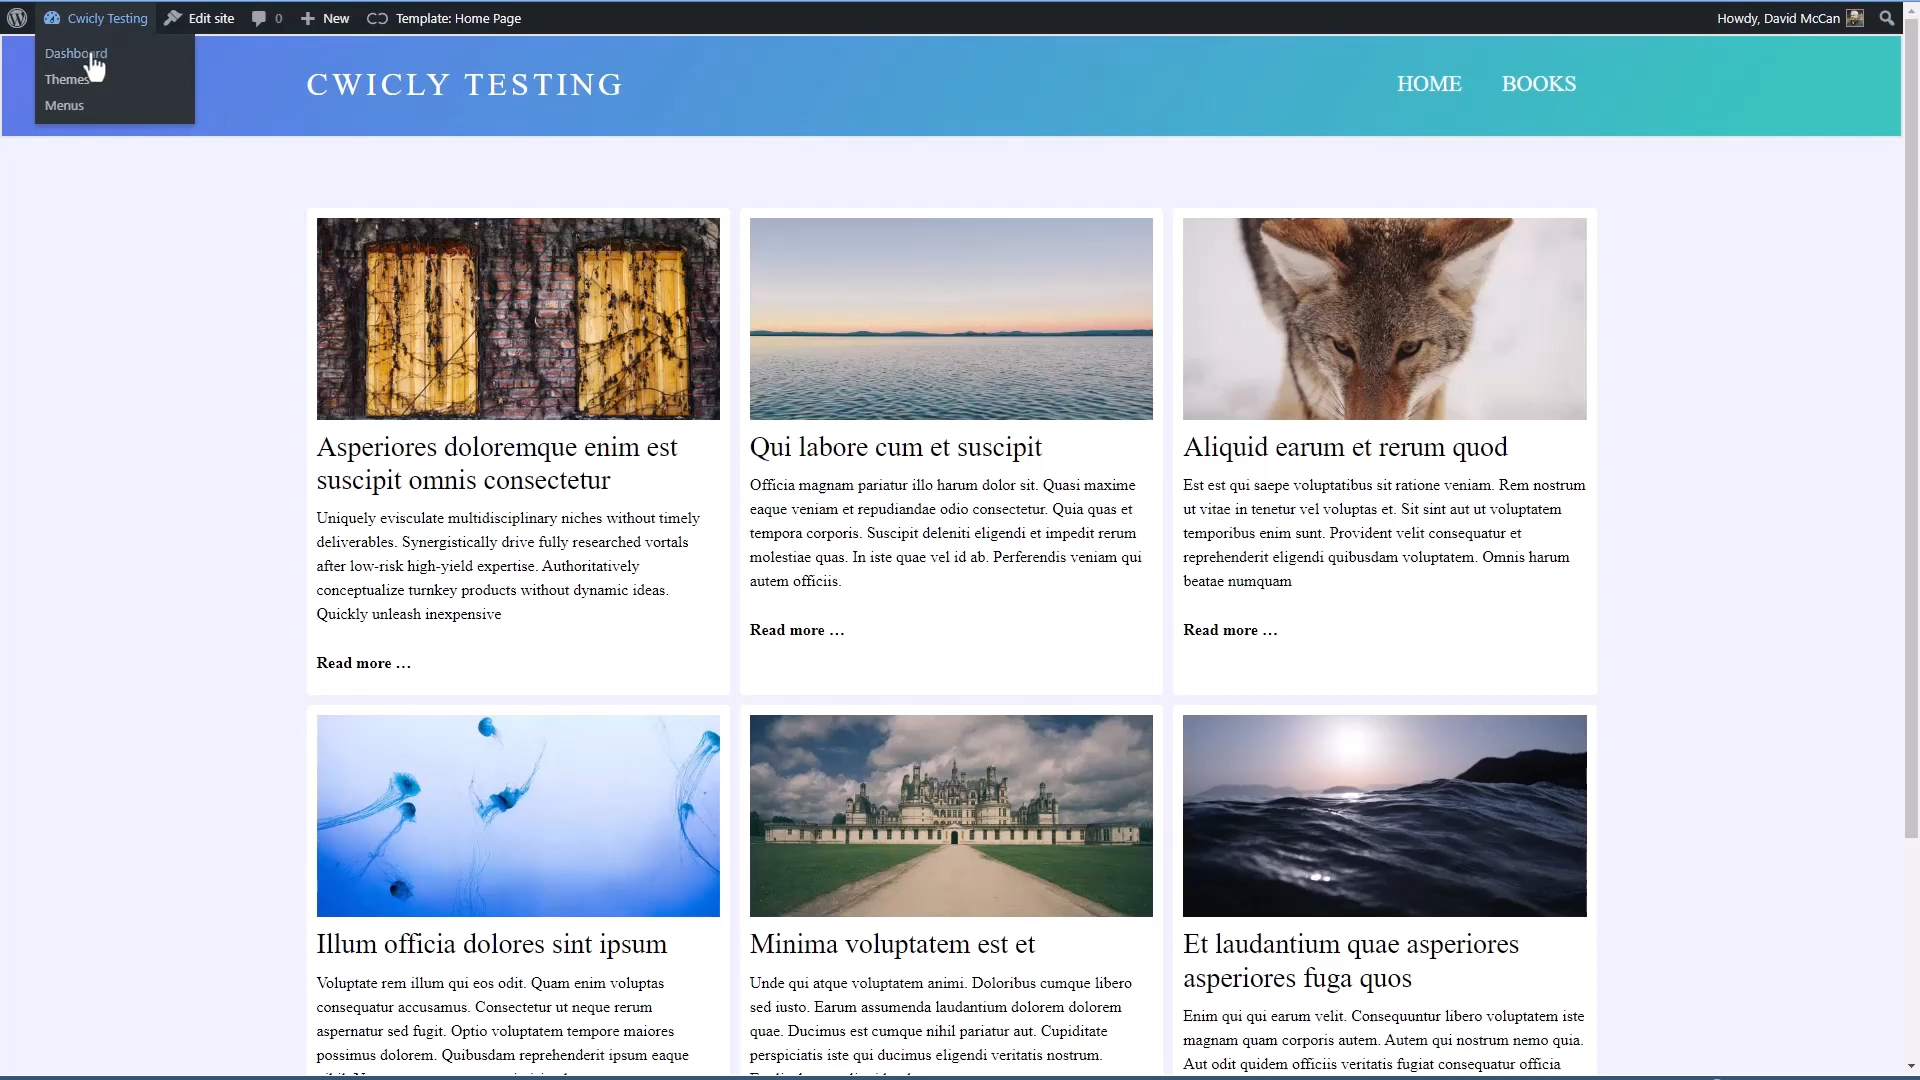 Cwicly Testing Edit site 0 New Template: Home Page Howdy, David McCan
Dashboard
Themes
Menus
CWICLY TESTING
HOME BOOKS
Asperiores doloremque enim est
suscipit omnis consectetur
Uniquely evisculate multidisciplinary niches without timely
deliverables. Synergistically drive fully researched vortals
after low-risk high-yield expertise. Authoritatively
conceptualize turnkey products without dynamic ideas.
Quickly unleash inexpensive
Read more …
Qui labore cum et suscipit
Officia magnam pariatur illo harum dolor sit. Quasi maxime
eaque veniam et repudiandae odio consectetur. Quia quas et
tempora corporis. Suscipit deleniti eligendi et impedit rerum
molestiae quas. In iste quae vel id ab. Perferendis veniam qui
autem officiis.
Read more …
Aliquid earum et rerum quod
Est est qui saepe voluptatibus sit ratione veniam. Rem nostrum
ut vitae in tenetur vel voluptas et. Sit sint aut ut voluptatem
temporibus enim sunt. Provident velit consequatur et
reprehenderit eligendi quibusdam voluptatem. Omnis harum
beatae numquam
Read more …
Illum officia dolores sint ipsum
Voluptate rem illum qui eos odit. Quam enim voluptas
consequatur accusamus. Consectetur ut neque rerum
aspernatur sed fugit. Optio voluptatem tempore maiores
possimus dolorem. Quibusdam reprehenderit ipsum eaque
Minima voluptatem est et
Unde qui atque voluptatem animi. Doloribus cumque libero
sed iusto. Earum assumenda laudantium dolorem dolorem
quae. Ducimus est cumque nihil pariatur aut. Cupiditate
perspiciatis iste qui ducimus eligendi veritatis nostrum.
Et laudantium quae asperiores
asperiores fuga quos
Enim qui qui earum velit. Consequuntur libero voluptatem iste
magnam quam corporis autem. Autem qui nostrum nemo quia.
Aut odit quidem officiis veritatis fugiat consequatur officia